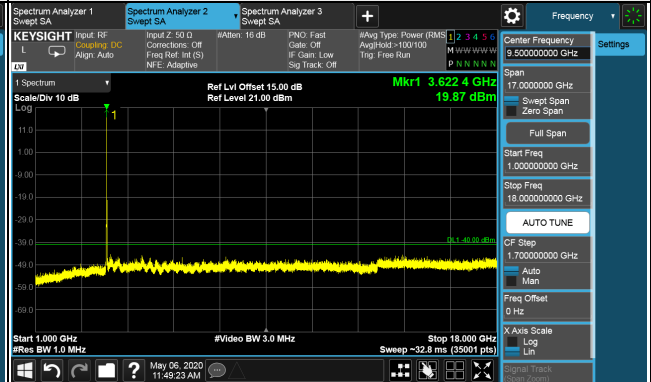 Spectrum Analyzer 1
Swept SA
Spectrum Analyzer 2
Swept SA
Spectrum Analyzer 3
Swept SA
Frequency
KEYSIGHT
L
LXI
Input: RF
Coupling: DC
Align: Auto
Input Z: 50 Ω
Corrections: Off
Freq Ref: Int (S)
NFE: Adaptive
#Atten: 16 dB
PNO: Fast
Gate: Off
IF Gain: Low
Sig Track: Off
#Avg Type: Power (RMS
Avg|Hold:>100/100
Trig: Free Run
1 2 3 4 5 6
M W W W W W
P N N N N N
Center Frequency
9.500000000 GHz
Settings
Span
17.0000000 GHz
Swept Span
Zero Span
Full Span
Start Freq
1.000000000 GHz
Stop Freq
18.000000000 GHz
AUTO TUNE
CF Step
1.700000000 GHz
Auto
Man
Freq Offset
0 Hz
X Axis Scale
Log
Lin
Signal Track
(Span Zoom)
1 Spectrum
Scale/Div 10 dB
Ref Lvl Offset 15.00 dB
Ref Level 21.00 dBm
Mkr1 3.622 4 GHz
19.87 dBm
Log
1
11.0
1.00
-9.00
-19.0
-29.0
-39.0
DL1 -40.00 dBm
-49.0
-59.0
-69.0
Start 1.000 GHz
#Video BW 3.0 MHz
Stop 18.000 GHz
#Res BW 1.0 MHz
Sweep ~32.8 ms (35001 pts)
?
May 06, 2020
11:49:23 AM